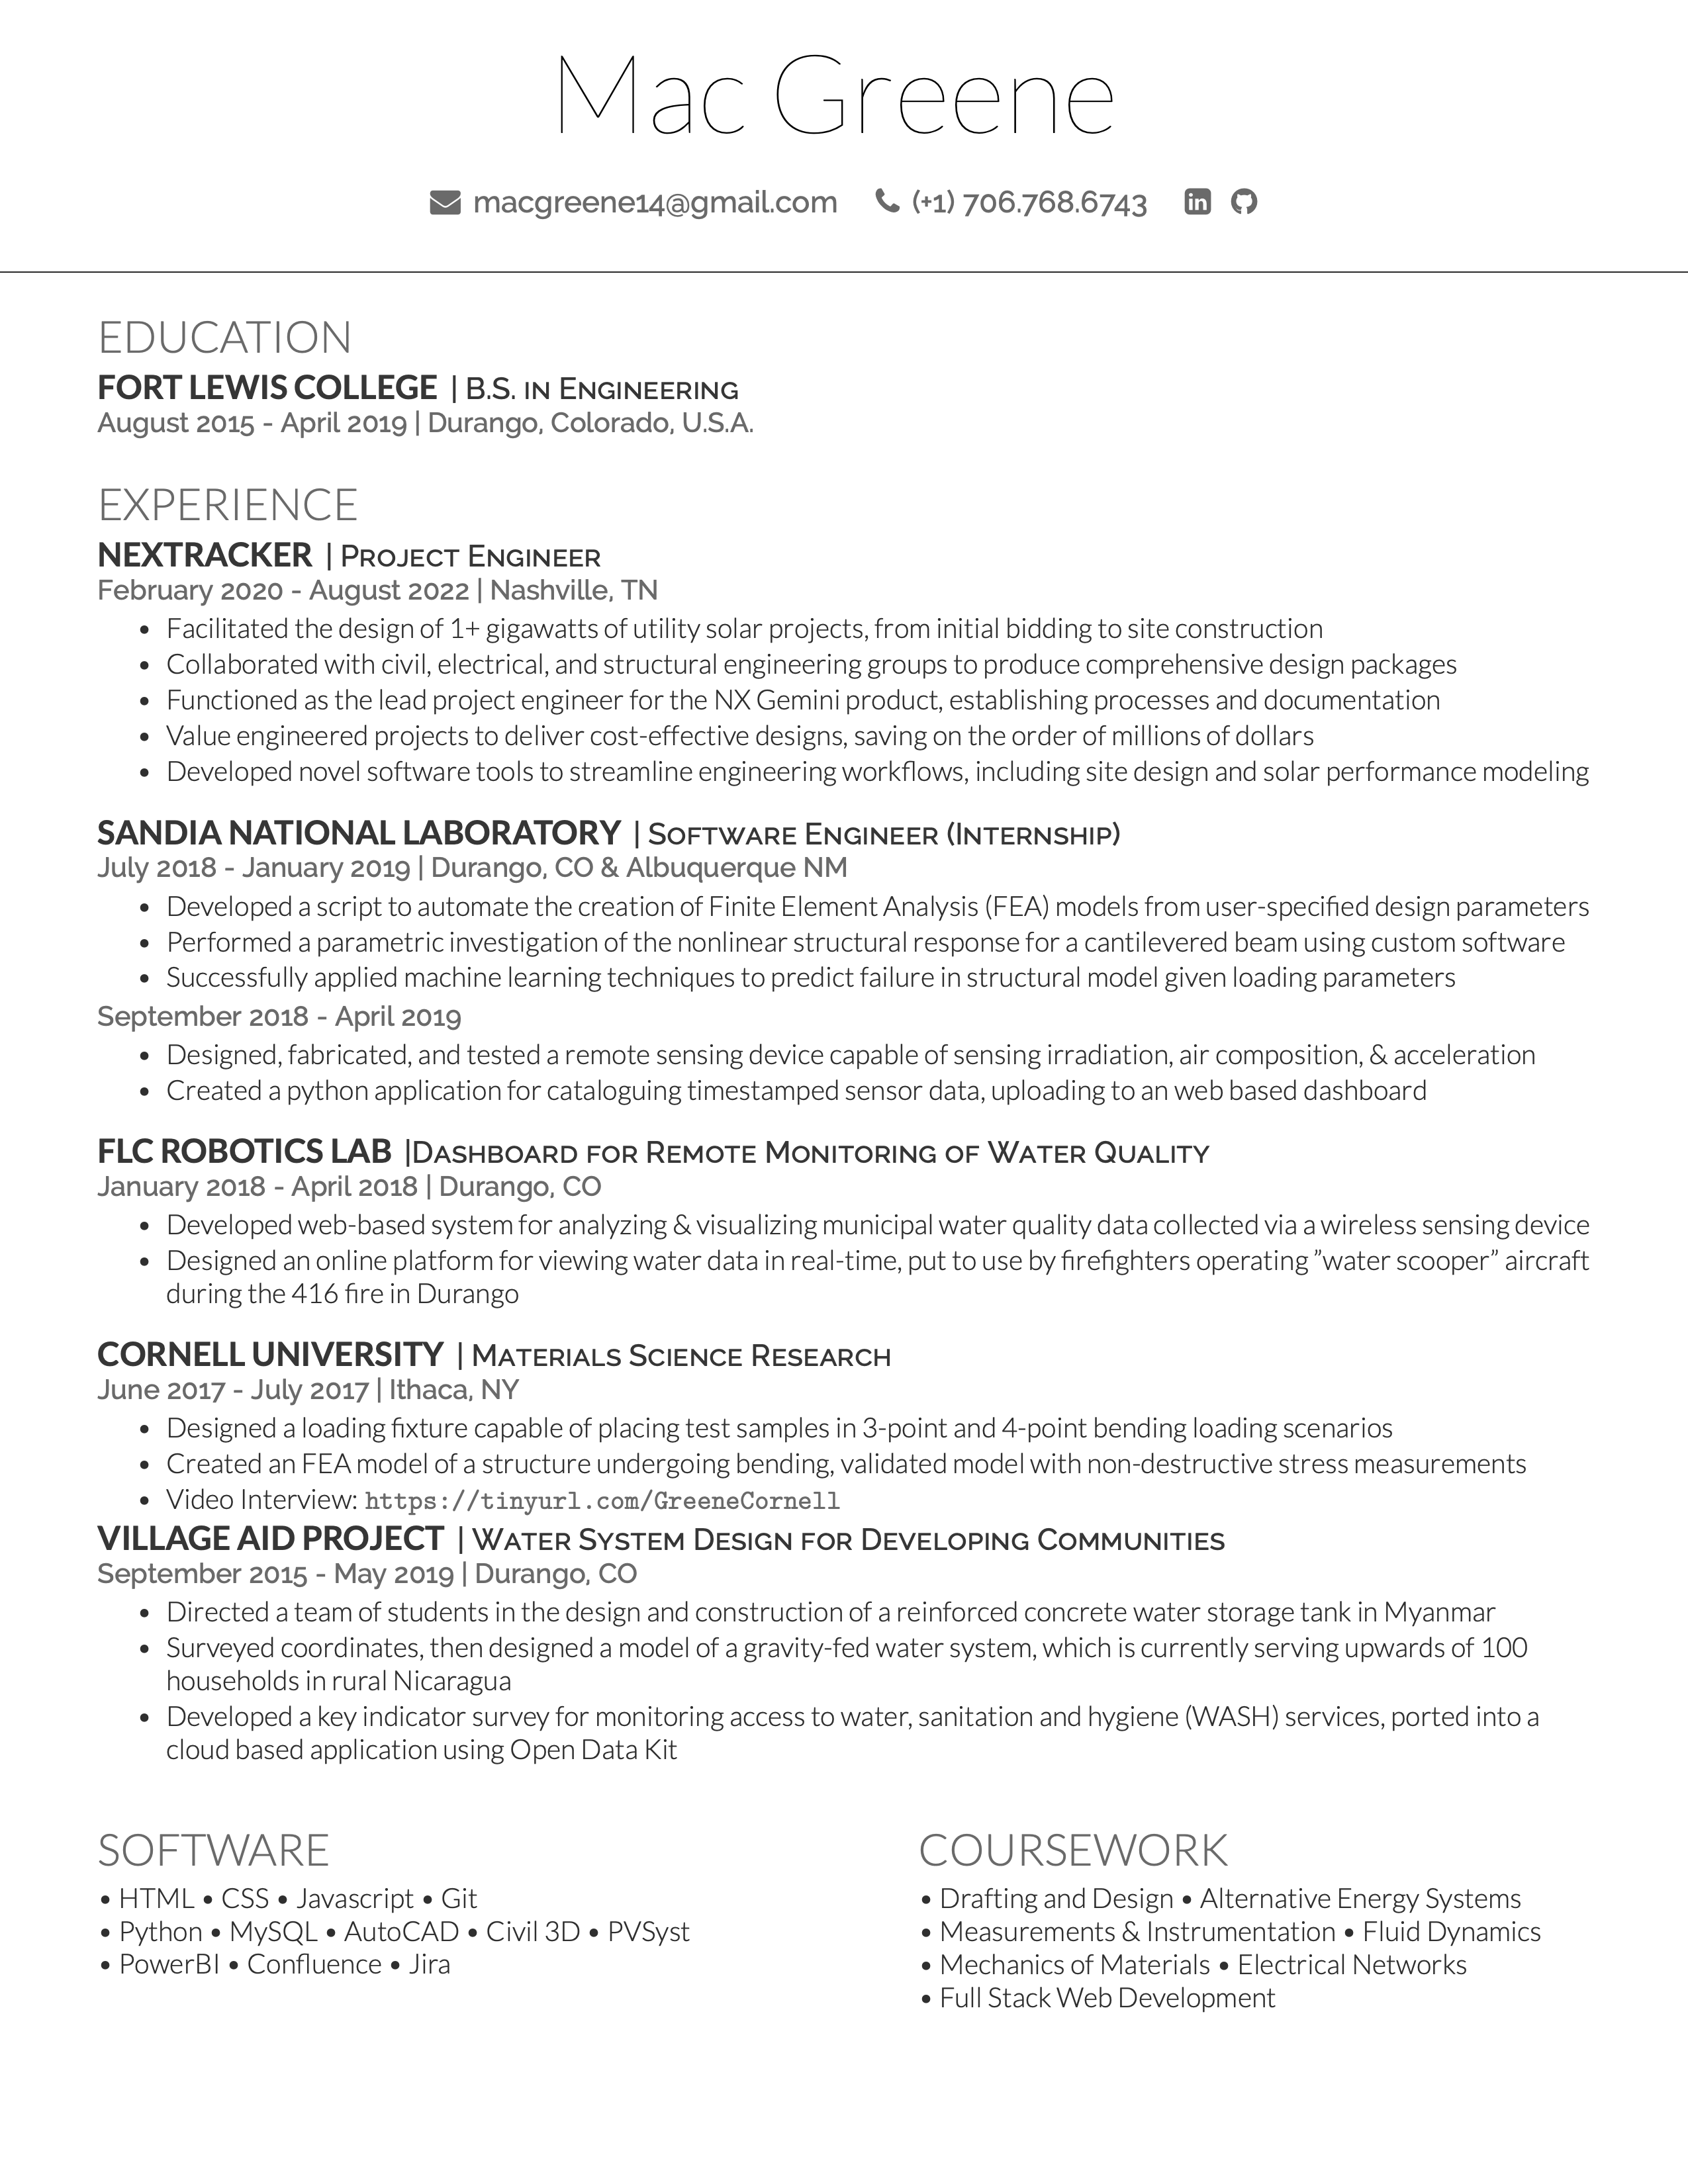 Mac Greene
macgreene14@gmail.com (+1) 706.768.6743 in
EDUCATION
FORT LEWIS COLLEGE | B.S. IN ENGINEERING
August 2015 - April 2019 | Durango, Colorado, U.S.A.
EXPERIENCE
NEXTRACKER | PROJECT ENGINEER
February 2020 - August 2022 | Nashville, TN
• Facilitated the design of 1+ gigawatts of utility solar projects, from initial bidding to site construction
• Collaborated with civil, electrical, and structural engineering groups to produce comprehensive design packages
• Functioned as the lead project engineer for the NX Gemini product, establishing processes and documentation
• Value engineered projects to deliver cost-effective designs, saving on the order of millions of dollars
• Developed novel software tools to streamline engineering workflows, including site design and solar performance modeling
SANDIA NATIONAL LABORATORY | SOFTWARE ENGINEER (INTERNSHIP)
July 2018 - January 2019 | Durango, CO & Albuquerque NM
• Developed a script to automate the creation of Finite Element Analysis (FEA) models from user-specified design parameters
• Performed a parametric investigation of the nonlinear structural response for a cantilevered beam using custom software
• Successfully applied machine learning techniques to predict failure in structural model given loading parameters
September 2018 - April 2019
• Designed, fabricated, and tested a remote sensing device capable of sensing irradiation, air composition, & acceleration
• Created a python application for cataloguing timestamped sensor data, uploading to an web based dashboard
FLC ROBOTICS LAB |DASHBOARD FOR REMOTE MONITORING OF WATER QUALITY
January 2018 - April 2018 | Durango, CO
• Developed web-based system for analyzing & visualizing municipal water quality data collected via a wireless sensing device
• Designed an online platform for viewing water data in real-time, put to use by firefighters operating ”water scooper” aircraft
during the 416 fire in Durango
CORNELL UNIVERSITY | MATERIALS SCIENCE RESEARCH
June 2017 - July 2017 | Ithaca, NY
• Designed a loading fixture capable of placing test samples in 3-point and 4-point bending loading scenarios
• Created an FEA model of a structure undergoing bending, validated model with non-destructive stress measurements
• Video Interview: https://tinyurl.com/GreeneCornell
VILLAGE AID PROJECT | WATER SYSTEM DESIGN FOR DEVELOPING COMMUNITIES
September 2015 - May 2019 | Durango, CO
• Directed a team of students in the design and construction of a reinforced concrete water storage tank in Myanmar
• Surveyed coordinates, then designed a model of a gravity-fed water system, which is currently serving upwards of 100
households in rural Nicaragua
• Developed a key indicator survey for monitoring access to water, sanitation and hygiene (WASH) services, ported into a
cloud based application using Open Data Kit
SOFTWARE
• HTML • CSS • Javascript • Git
• Python • MySQL • AutoCAD • Civil 3D • PVSyst
• PowerBI • Confluence • Jira
COURSEWORK
• Drafting and Design • Alternative Energy Systems
• Measurements & Instrumentation • Fluid Dynamics
• Mechanics of Materials • Electrical Networks
• Full Stack Web Development